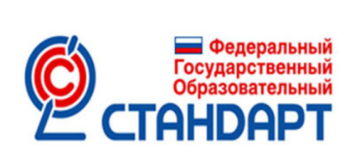 Федеральный
Государственный
Образовательный
СТАНДАРТ